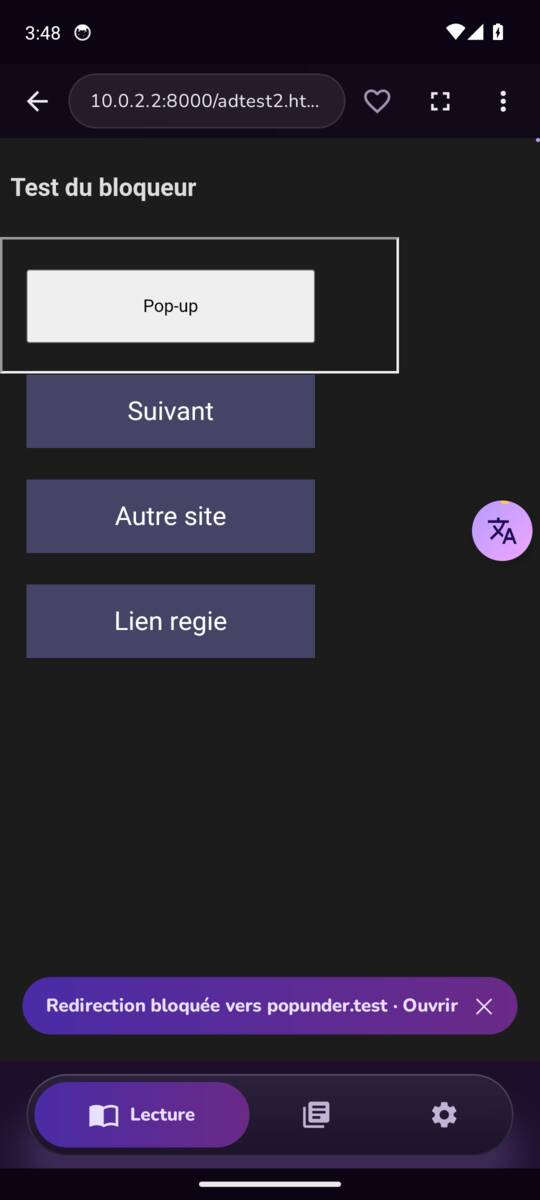 3:48
10.0.2.2:8000/adtest2.ht...
Test du bloqueur
Pop-up
Suivant
Autre site
Lien regie
Redirection bloquée vers popunder.test · Ouvrir
Lecture